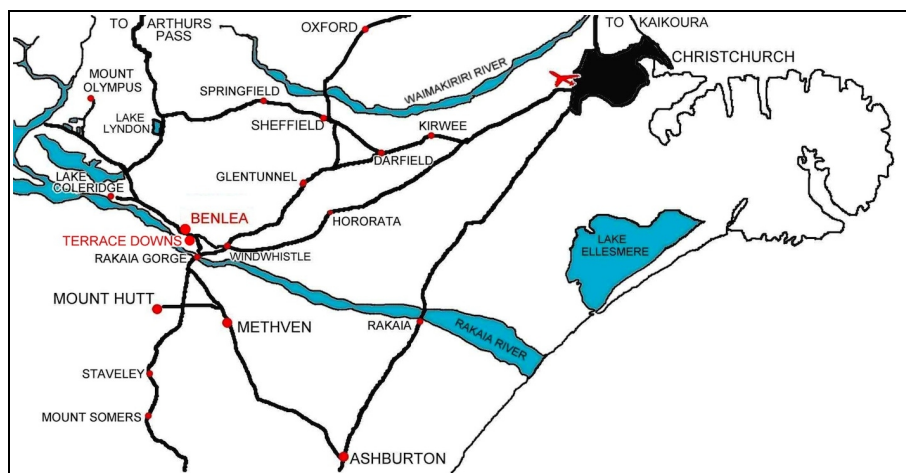 TO
ARTHURS
PASS
OXFORD
TO
KAIKOURA
CHRISTCHURCH
MOUNT
OLYMPUS
SPRINGFIELD
WAIMAKIRIRI RIVER
LAKE
LYNDON
SHEFFIELD
KIRWEE
DARFIELD
GLENTUNNEL
LAKE
COLERIDGE
BENLEA
HORORATA
TERRACE DOWNS
LAKE
ELLESMERE
RAKAIA GORGE
WINDWHISTLE
MOUNT HUTT
METHVEN
RAKAIA
RAKAIA RIVER
STAVELEY
MOUNT SOMERS
ASHBURTON